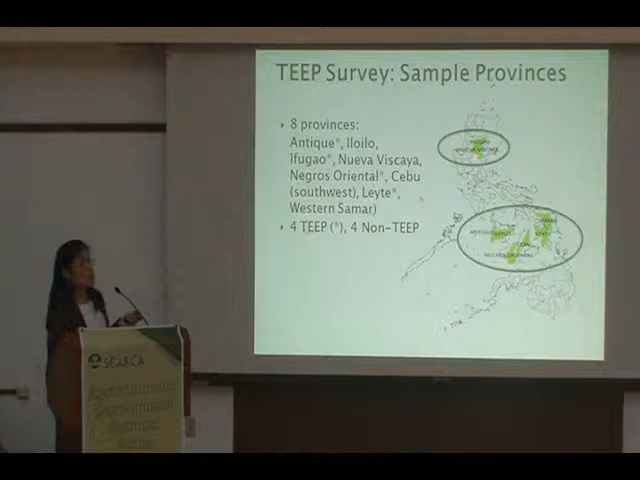 TEEP Survey: Sample Provinces
8 provinces:
Antique*, Iloilo,
Ifugao*, Nueva Viscaya,
Negros Oriental*, Cebu
(southwest), Leyte*,
Western Samar)
4 TEEP (*), 4 Non-TEEP
SEARCA